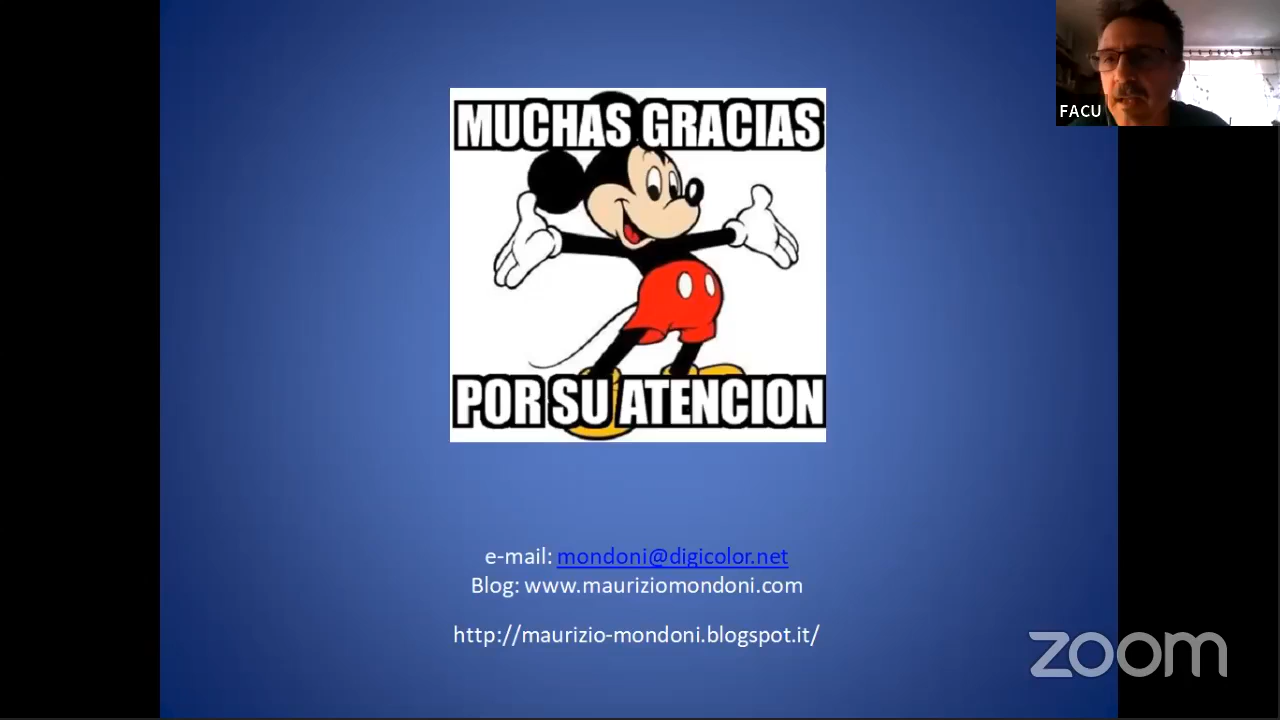 FACU
MUCHAS GRACIAS
POR SU ATENCION
e-mail: mondoni@digicolor.net
Blog: www.mauriziomondoni.com
http://maurizio-mondoni.blogspot.it/
zoom